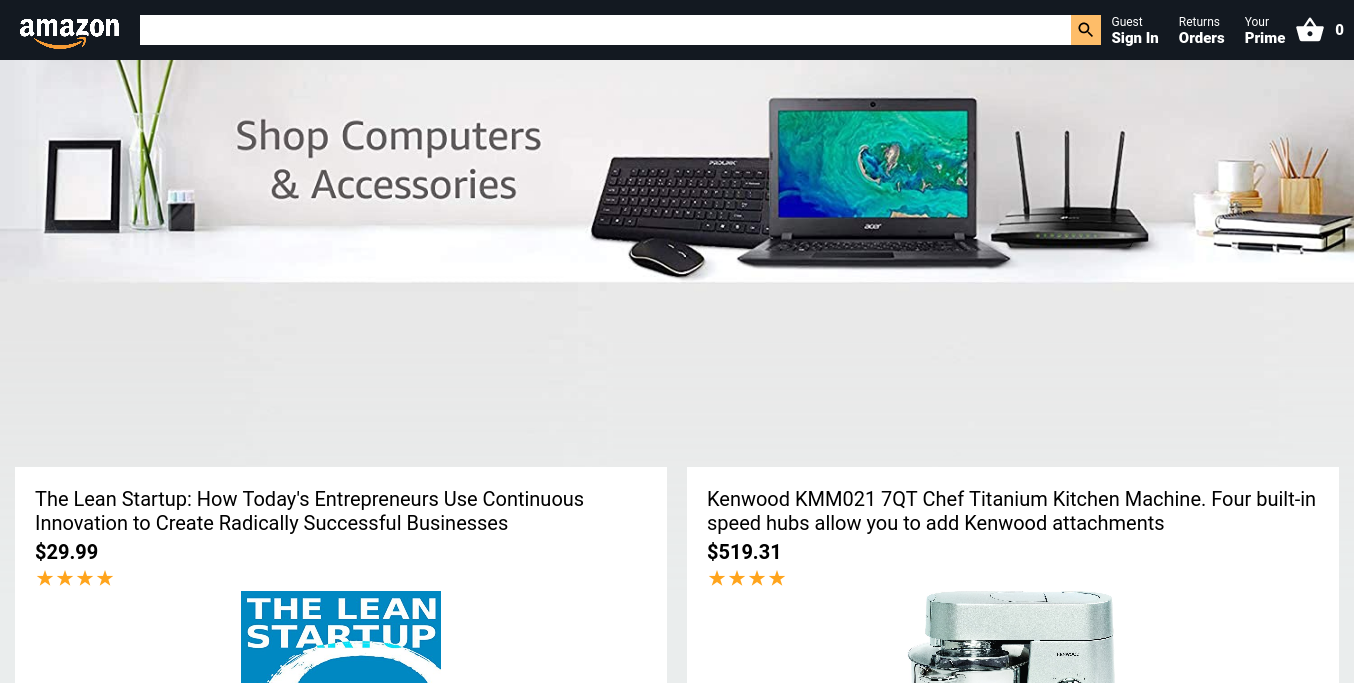 amazon
Guest
Sign In
Returns
Orders
Your
Prime
0
Shop Computers
& Accessories
PROLINK
acer
The Lean Startup: How Today's Entrepreneurs Use Continuous
Innovation to Create Radically Successful Businesses
$29.99
THE LEAN
STARTUP
Kenwood KMM021 7QT Chef Titanium Kitchen Machine. Four built-in
speed hubs allow you to add Kenwood attachments
$519.31
KENWOOD